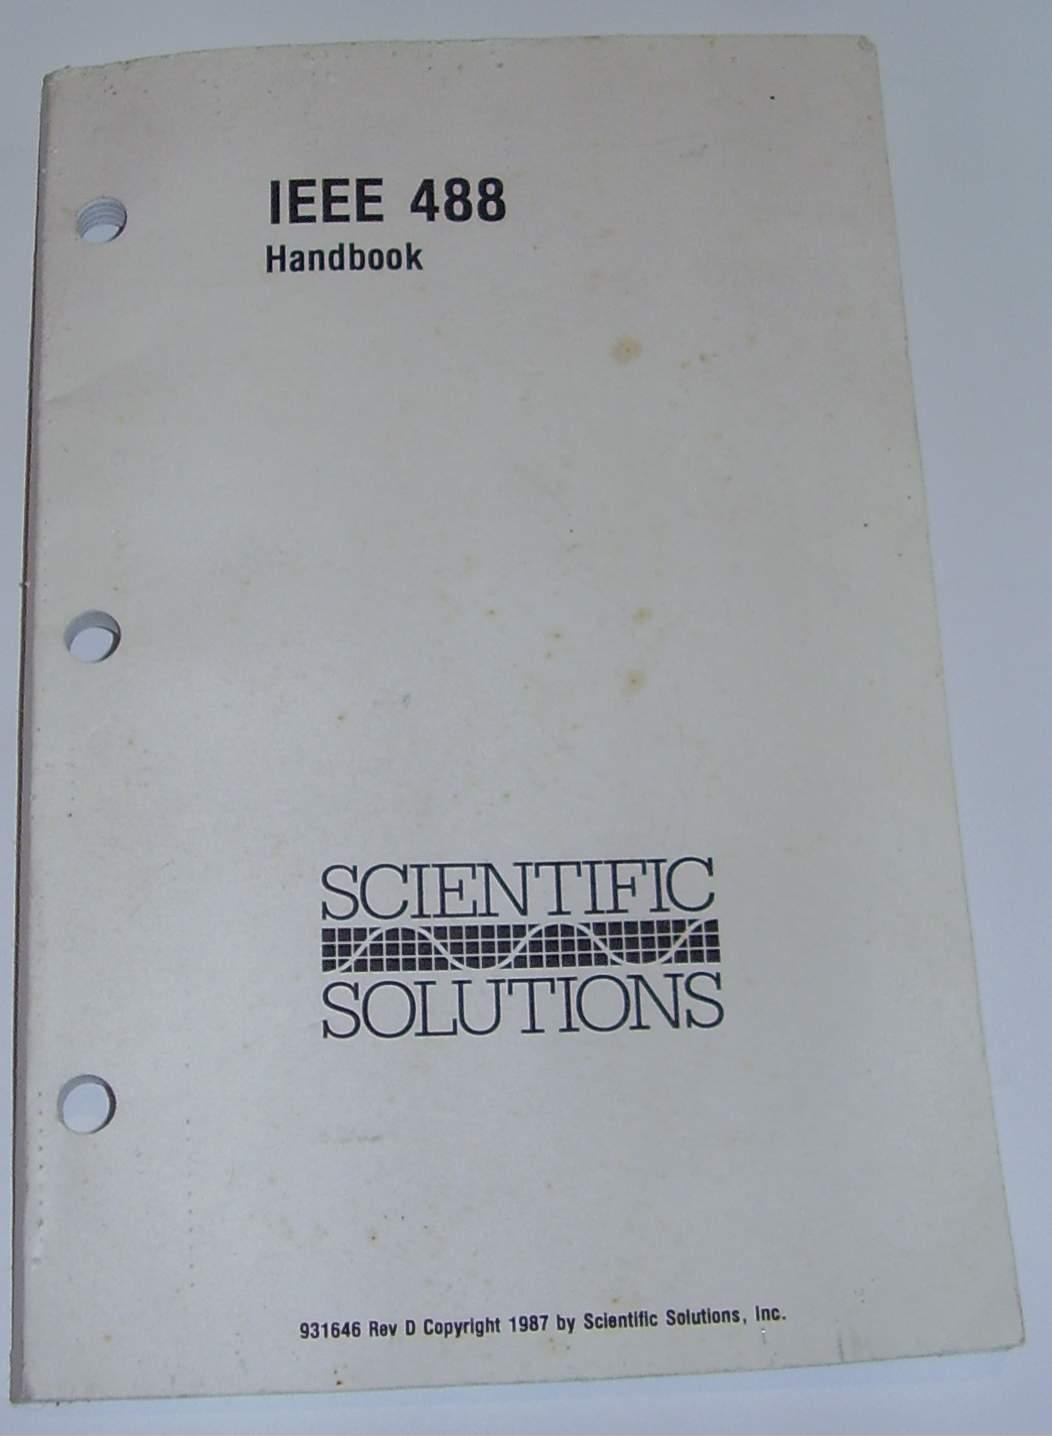 IEEE 488
Handbook
SCIENTIFIC
SOLUTIONS
931646 Rev D Copyright 1987 by Scientific Solutions, Inc.